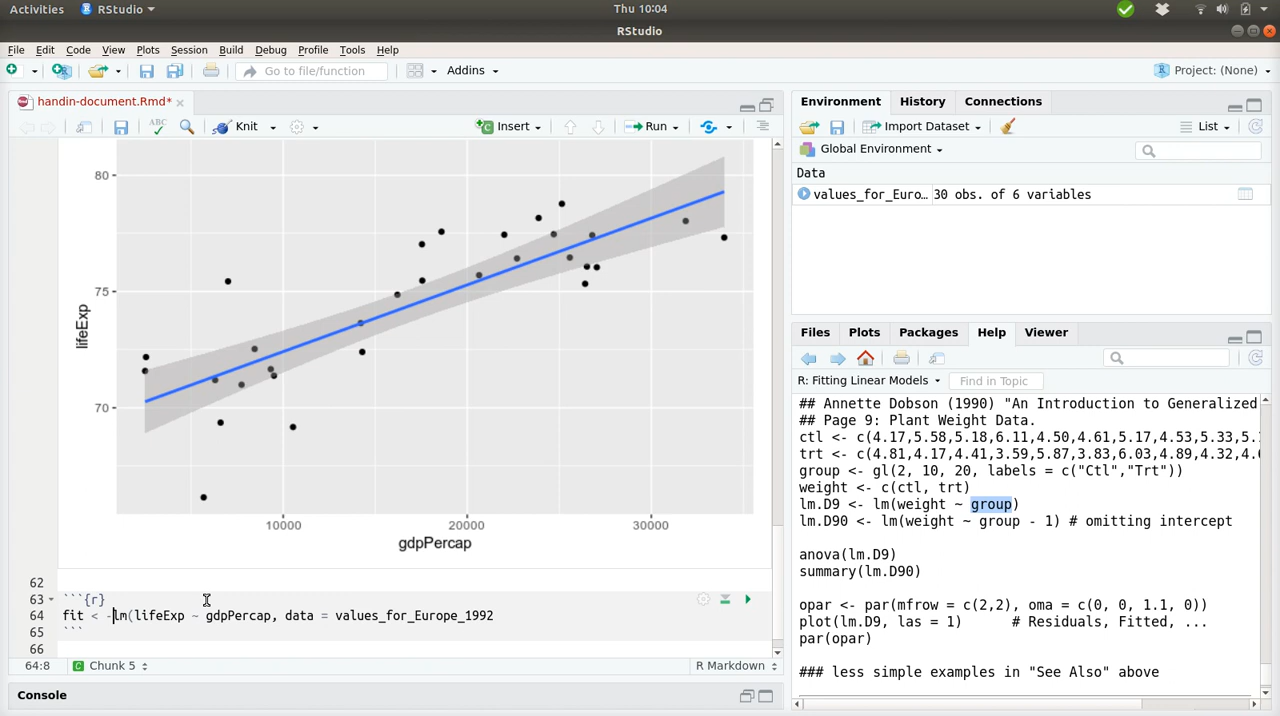 Activities RStudio Thu 10:04
RStudio
File Edit Code View Plots Session Build Debug Profile Tools Help
Go to file/function Addins Project: (None)
handin-document.Rmd*
ABC Knit Insert Run
80
75
70
lifeExp
10000 20000 30000
gdpPercap
62
63 ```{r}
64 fit < -lm(lifeExp ~ gdpPercap, data = values_for_Europe_1992
65 ```
66
64:8 Chunk 5 R Markdown
Console
Environment History Connections
Import Dataset List
Global Environment
Data
values_for_Euro… 30 obs. of 6 variables
Files Plots Packages Help Viewer
R: Fitting Linear Models Find in Topic
## Annette Dobson (1990) "An Introduction to Generalized
## Page 9: Plant Weight Data.
ctl <- c(4.17,5.58,5.18,6.11,4.50,4.61,5.17,4.53,5.33,5.
trt <- c(4.81,4.17,4.41,3.59,5.87,3.83,6.03,4.89,4.32,4.
group <- gl(2, 10, 20, labels = c("Ctl","Trt"))
weight <- c(ctl, trt)
lm.D9 <- lm(weight ~ group)
lm.D90 <- lm(weight ~ group - 1) # omitting intercept
anova(lm.D9)
summary(lm.D90)
opar <- par(mfrow = c(2,2), oma = c(0, 0, 1.1, 0))
plot(lm.D9, las = 1) # Residuals, Fitted, ...
par(opar)
### less simple examples in "See Also" above